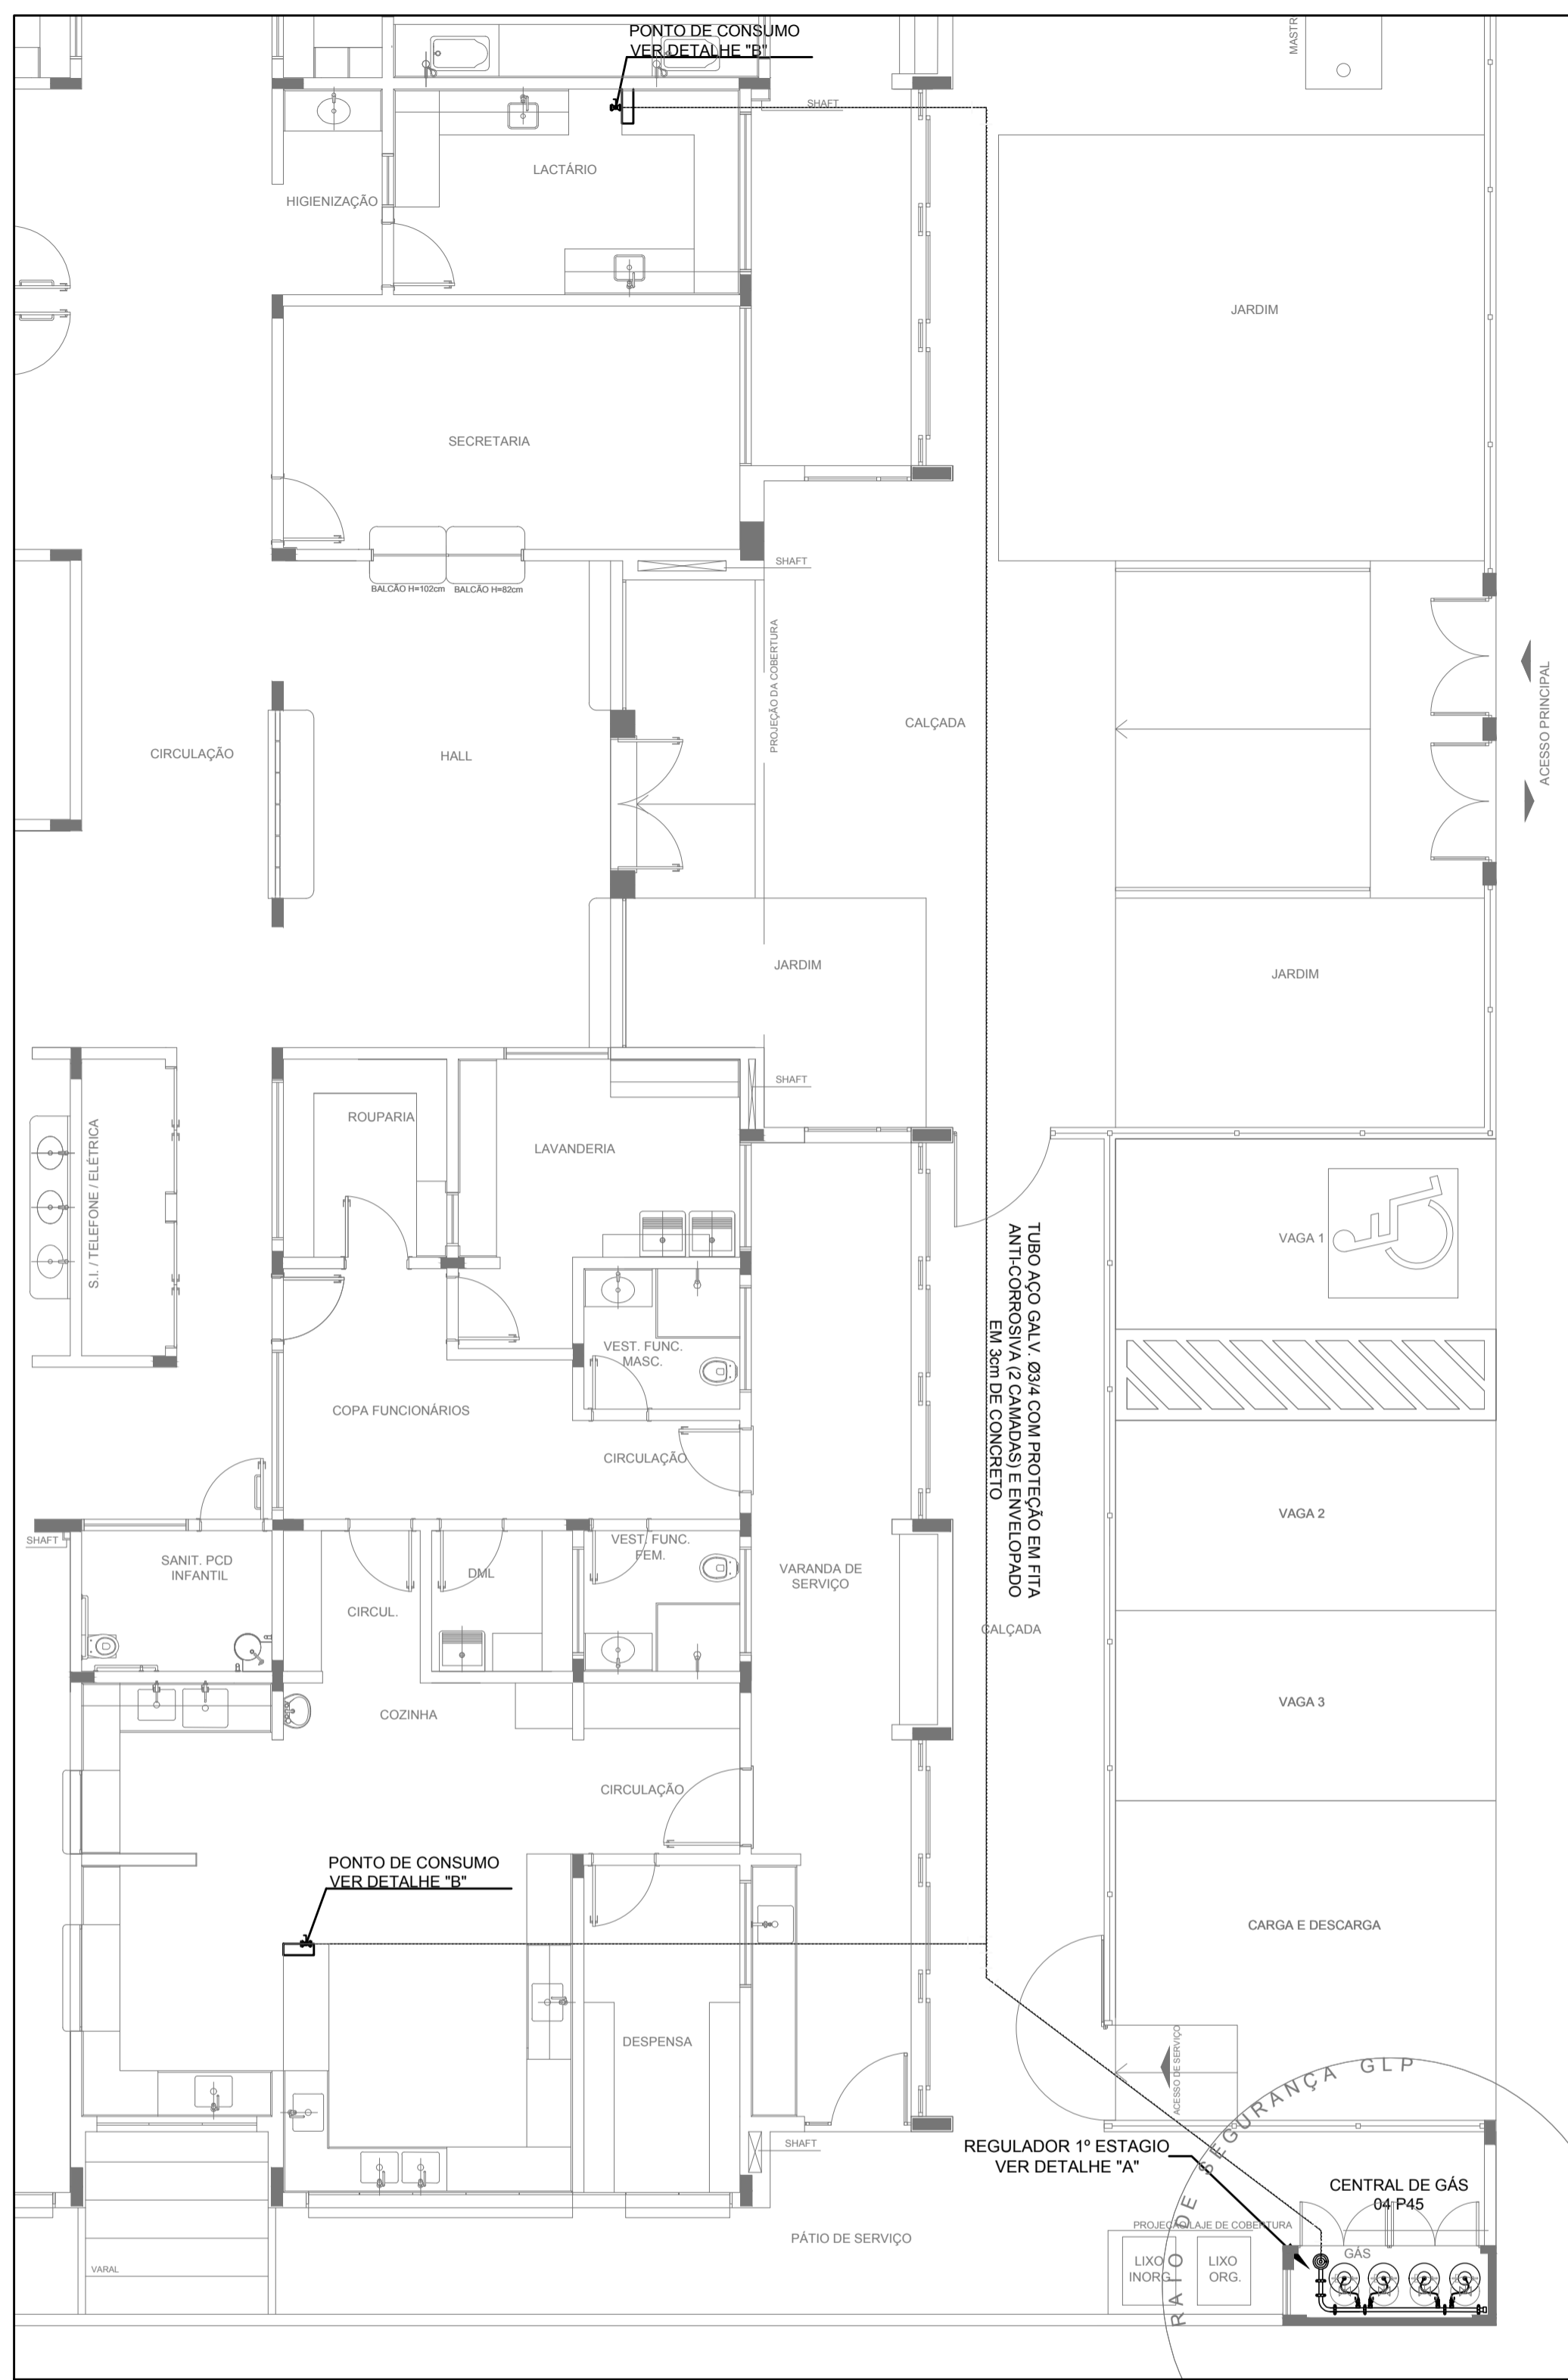 PONTO DE CONSUMO
VER DETALHE "B"
MASTR
SHAFT
LACTÁRIO
HIGIENIZAÇÃO
JARDIM
SECRETARIA
SHAFT
BALCÃO H=102cm
BALCÃO H=82cm
PROJEÇÃO DA COBERTURA
ACESSO PRINCIPAL
CALÇADA
CIRCULAÇÃO
HALL
JARDIM
JARDIM
SHAFT
ROUPARIA
LAVANDERIA
S.I. / TELEFONE / ELÉTRICA
VAGA 1
TUBO AÇO GALV. Ø3/4 COM PROTEÇÃO EM FITA
ANTI-CORROSIVA (2 CAMADAS) E ENVELOPADO
EM 3cm DE CONCRETO
VEST. FUNC.
MASC.
COPA FUNCIONÁRIOS
CIRCULAÇÃO
VAGA 2
SHAFT
SANIT. PCD
INFANTIL
VEST. FUNC.
FEM.
DML
VARANDA DE
SERVIÇO
CIRCUL.
CALÇADA
VAGA 3
COZINHA
CIRCULAÇÃO
PONTO DE CONSUMO
VER DETALHE "B"
CARGA E DESCARGA
DESPENSA
ACESSO DE SERVIÇO
RAIO DE SEGURANÇA GLP
SHAFT
REGULADOR 1º ESTAGIO
VER DETALHE "A"
CENTRAL DE GÁS
04 P45
PROJEÇÃO LAJE DE COBERTURA
PÁTIO DE SERVIÇO
GÁS
LIXO
INORG.
LIXO
ORG.
VARAL